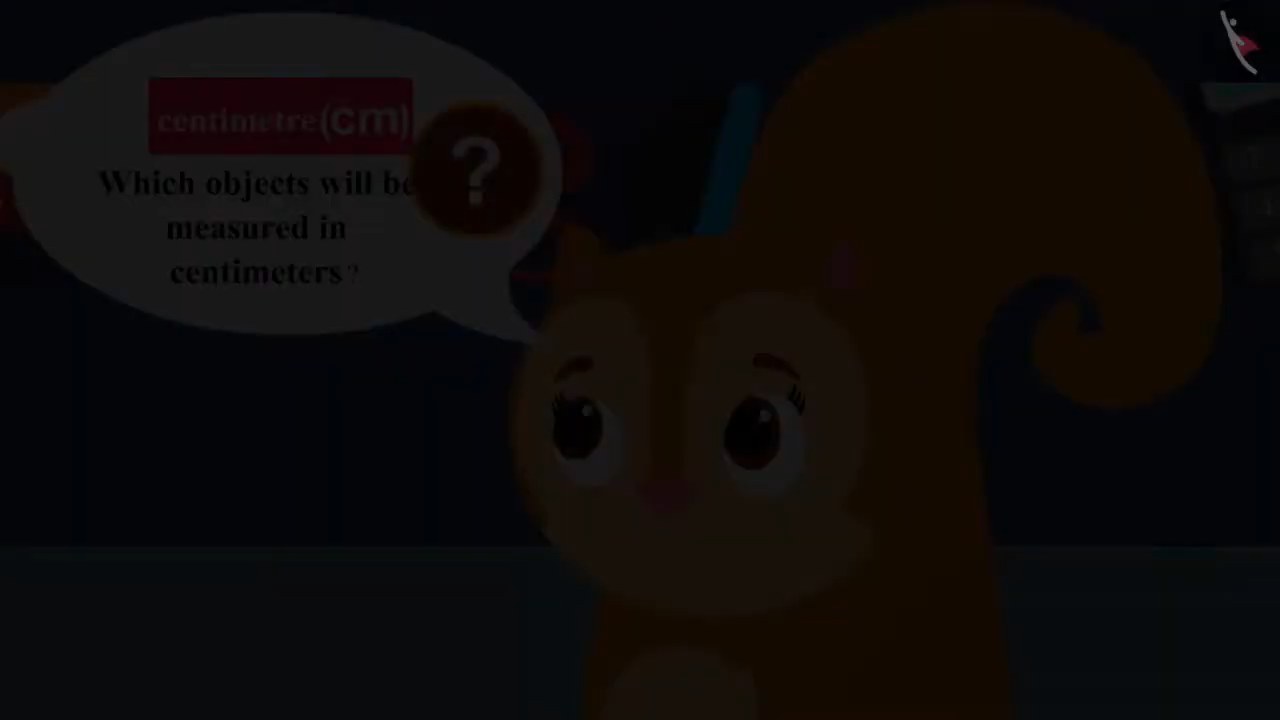 centimetre(cm)
?
Which objects will be
measured in
centimeters?